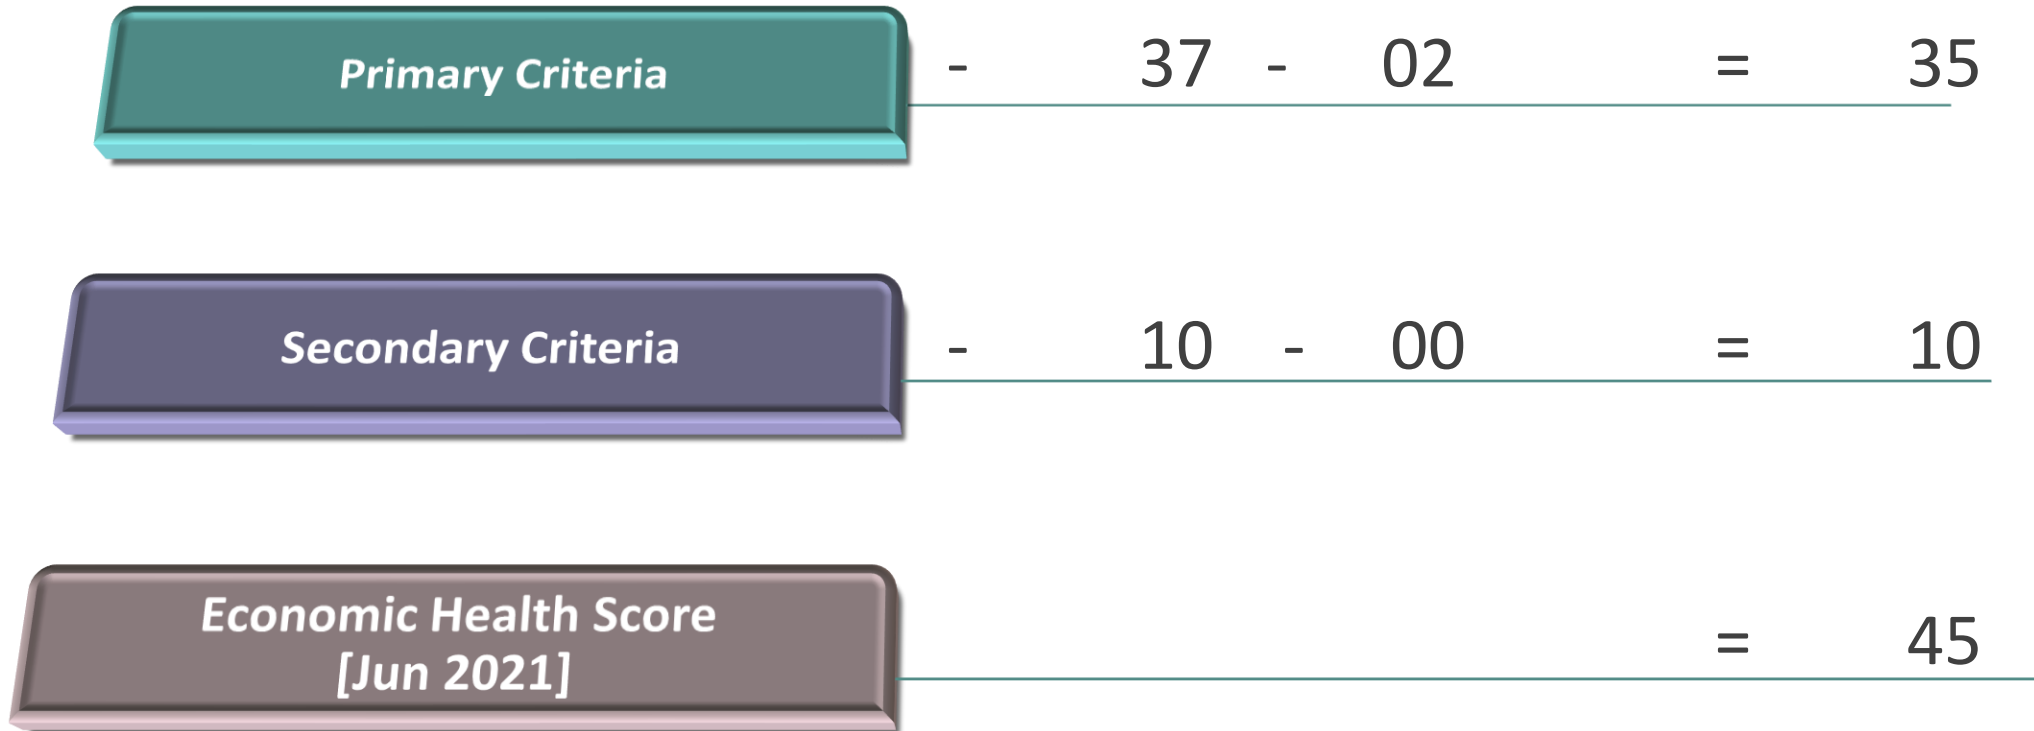 Primary Criteria - 37 - 02 = 35
Secondary Criteria - 10 - 00 = 10
Economic Health Score
[Jun 2021] = 45